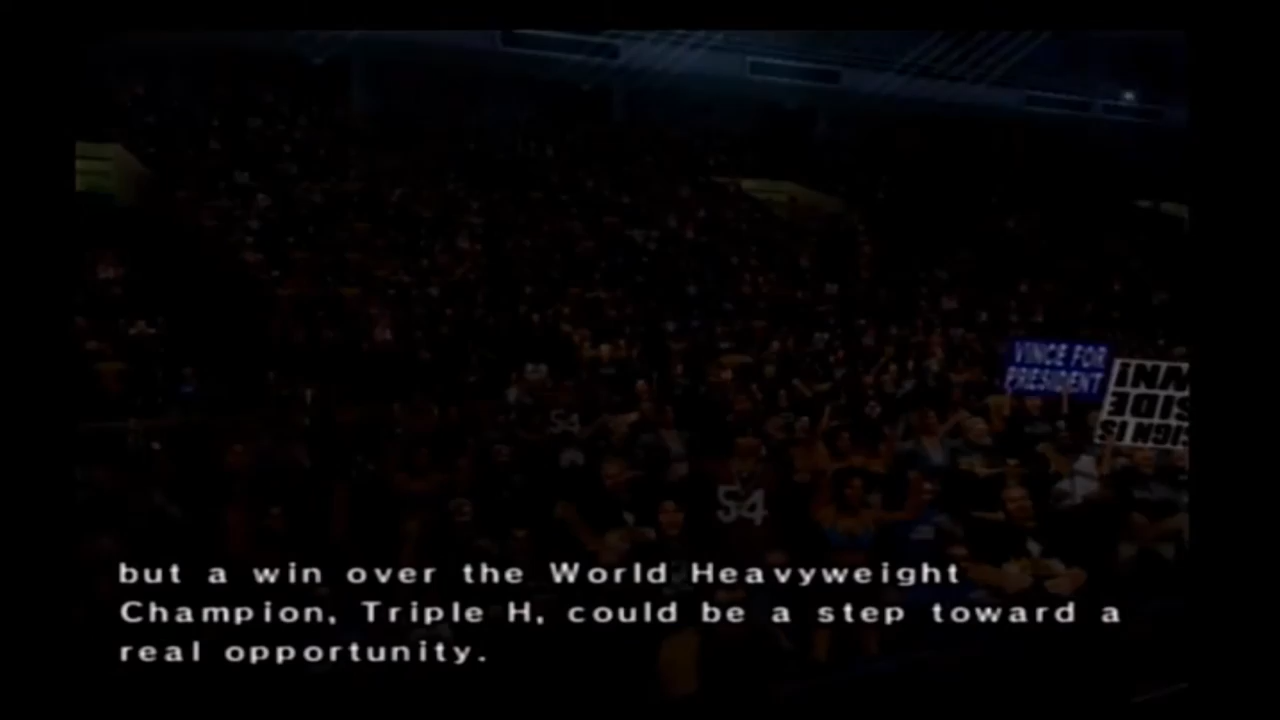 VINCE FOR
PRESIDENT
54
54
but a win over the World Heavyweight
Champion, Triple H, could be a step toward a
real opportunity.